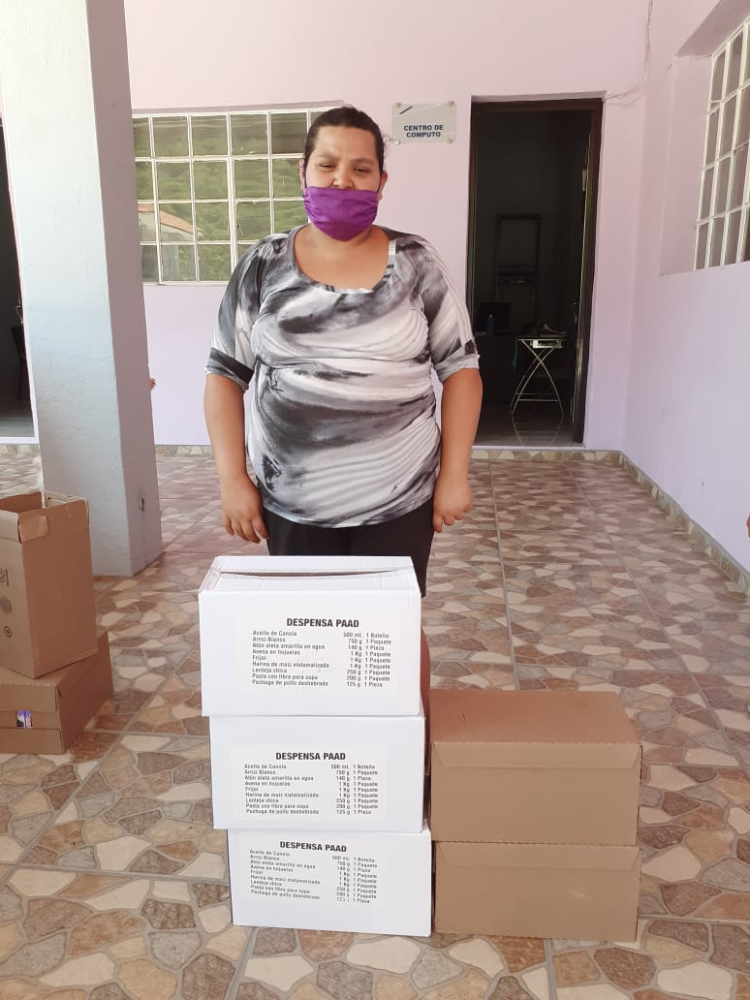 CENTRO DE
COMPUTO
DESPENSA PAAD
Aceite de Canola 500 mL 1 Botella
Arroz Blanco 750 g 1 Paquete
Atún aleta amarilla en agua 140 g 1 Pieza
Avena en hojuelas 1 Kg 1 Paquete
Frijol 1 Kg 1 Paquete
Harina de maíz nixtamalizada 1 Kg 1 Paquete
Lenteja chica 250 g 1 Paquete
Pasta con fibra para sopa 200 g 1 Paquete
Pechuga de pollo deshebrada 125 g 1 Pieza
DESPENSA PAAD
Aceite de Canola 500 mL 1 Botella
Arroz Blanco 750 g 1 Paquete
Atún aleta amarilla en agua 140 g 1 Pieza
Avena en hojuelas 1 Kg 1 Paquete
Frijol 1 Kg 1 Paquete
Harina de maíz nixtamalizada 1 Kg 1 Paquete
Lenteja chica 250 g 1 Paquete
Pasta con fibra para sopa 200 g 1 Paquete
Pechuga de pollo deshebrada 125 g 1 Pieza
DESPENSA PAAD
Aceite de Canola 500 mL 1 Botella
Arroz Blanco 750 g 1 Paquete
Atún aleta amarilla en agua 140 g 1 Pieza
Avena en hojuelas 1 Kg 1 Paquete
Frijol 1 Kg 1 Paquete
Harina de maíz nixtamalizada 1 Kg 1 Paquete
Lenteja chica 250 g 1 Paquete
Pasta con fibra para sopa 200 g 1 Paquete
Pechuga de pollo deshebrada 125 g 1 Pieza